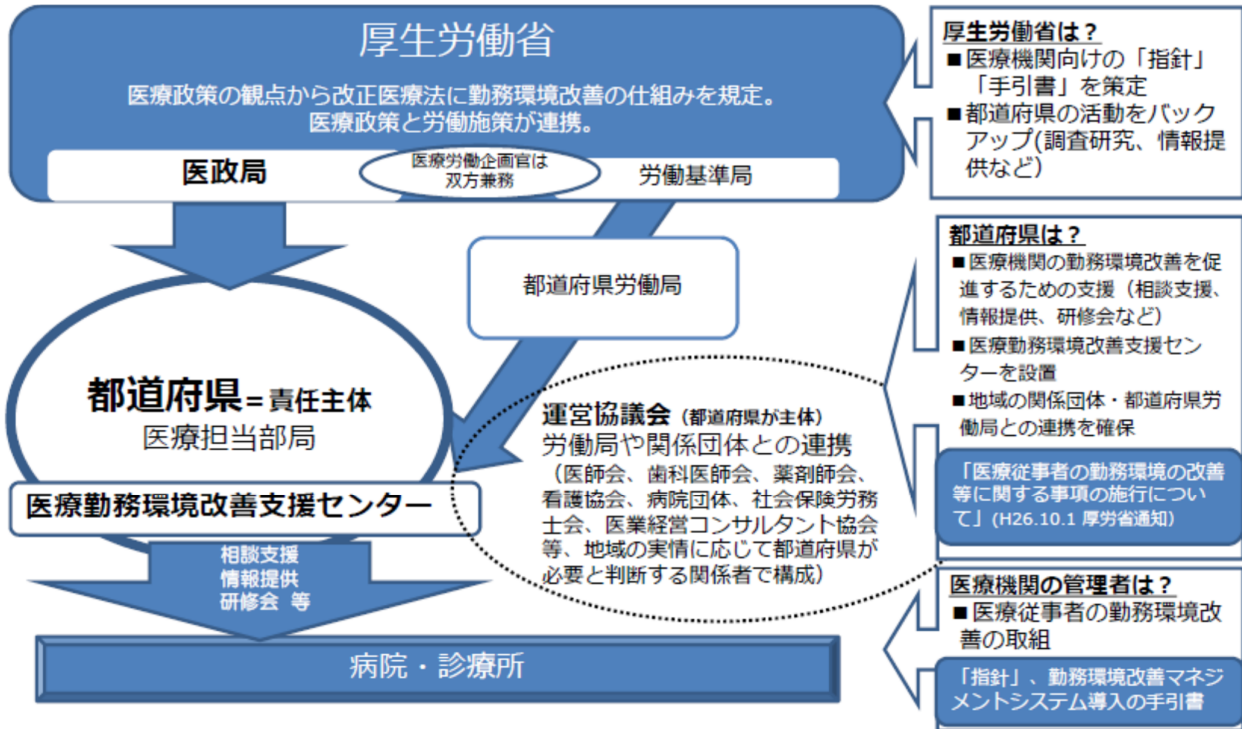 厚生労働省
医療政策の観点から改正医療法に勤務環境改善の仕組みを規定。
医療政策と労働施策が連携。
医政局
医療労働企画官は
双方兼務
労働基準局
都道府県労働局
都道府県=責任主体
医療担当部局
医療勤務環境改善支援センター
相談支援
情報提供
研修会 等
病院・診療所
運営協議会（都道府県が主体）
労働局や関係団体との連携
（医師会、歯科医師会、薬剤師会、
看護協会、病院団体、社会保険労務
士会、医業経営コンサルタント協会
等、地域の実情に応じて都道府県が
必要と判断する関係者で構成）
厚生労働省は？
■医療機関向けの「指針」
「手引書」を策定
■都道府県の活動をバック
アップ(調査研究、情報提
供など）
都道府県は？
■医療機関の勤務環境改善を促
進するための支援（相談支援、
情報提供、研修会など）
■医療勤務環境改善支援セン
ターを設置
■地域の関係団体・都道府県労
働局との連携を確保
「医療従事者の勤務環境の改善
等に関する事項の施行につい
て」(H26.10.1 厚労省通知）
医療機関の管理者は？
■医療従事者の勤務環境改
善の取組
「指針」、勤務環境改善マネジ
メントシステム導入の手引書